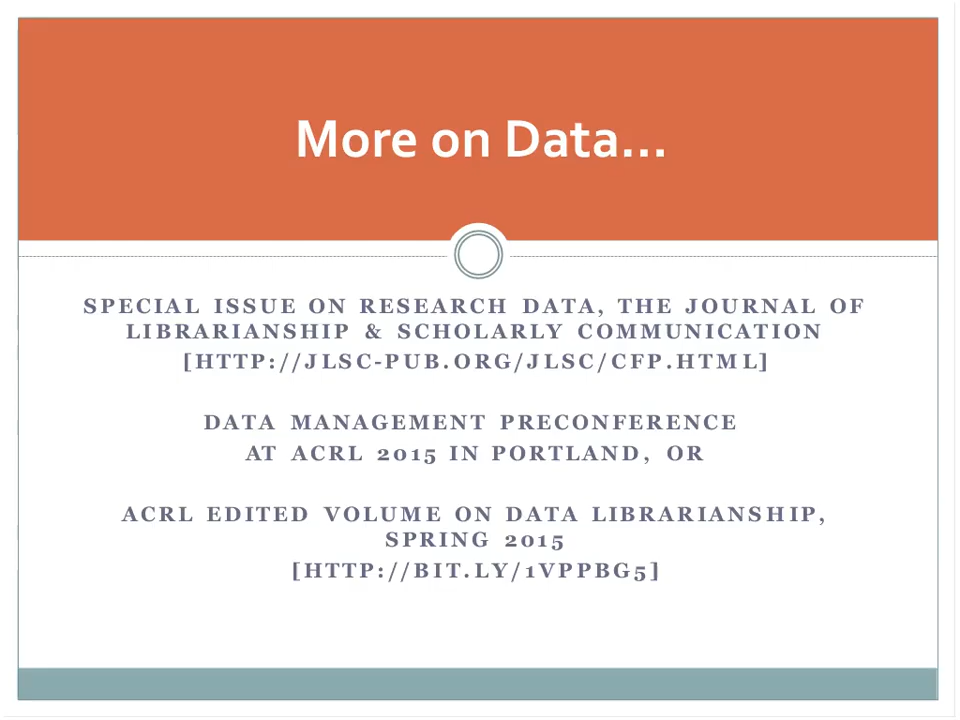 More on Data...
SPECIAL ISSUE ON RESEARCH DATA, THE JOURNAL OF
LIBRARIANSHIP & SCHOLARLY COMMUNICATION
[HTTP://JLSC-PUB.ORG/JLSC/CFP.HTML]
DATA MANAGEMENT PRECONFERENCE
AT ACRL 2015 IN PORTLAND, OR
ACRL EDITED VOLUME ON DATA LIBRARIANSHIP,
SPRING 2015
[HTTP://BIT.LY/1VPPBG5]